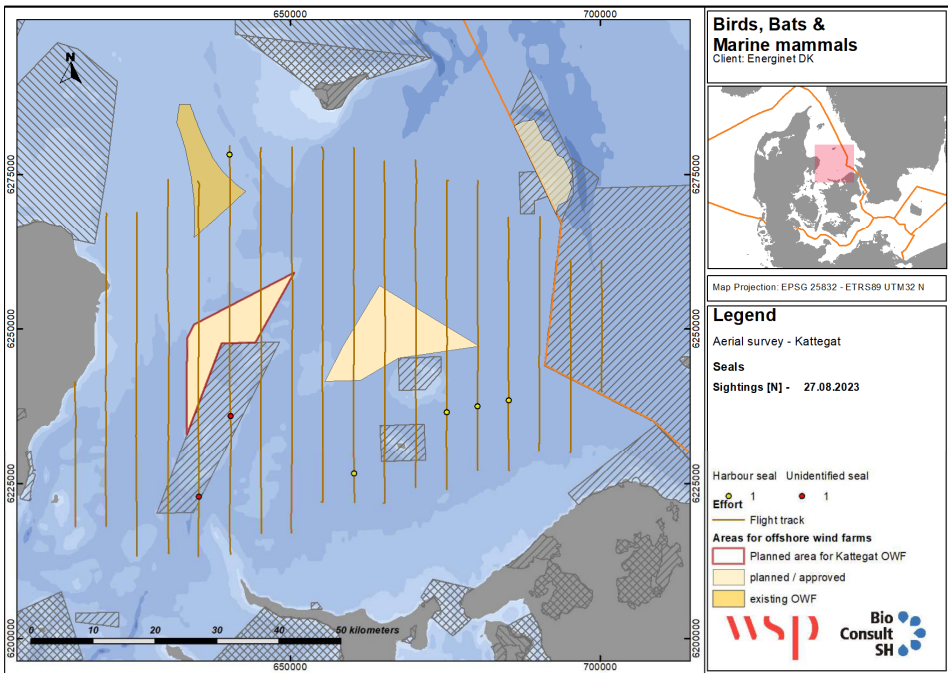 650000
700000
Birds, Bats &
Marine mammals
Client: Energinet DK
N
6275000
6275000
6250000
6250000
6225000
6225000
6200000
6200000
Map Projection: EPSG 25832 - ETRS89 UTM32 N
Legend
Aerial survey - Kattegat
Seals
Sightings [N] - 27.08.2023
Harbour seal Unidentified seal
1 1
Effort
Flight track
Areas for offshore wind farms
Planned area for Kattegat OWF
planned / approved
existing OWF
wsp
Bio
Consult
SH
0 10 20 30 40 50 kilometers
650000
700000